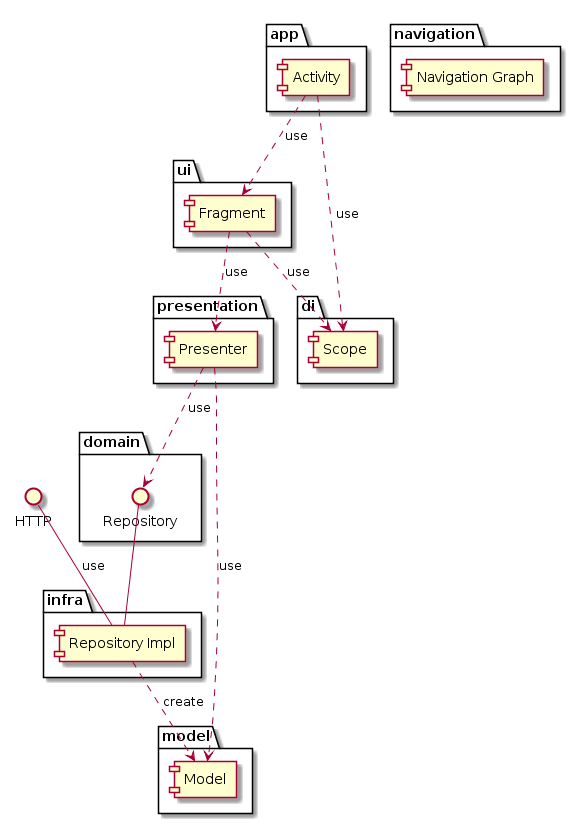 app
navigation
Activity
Navigation Graph
use
ui
Fragment
use
use
use
presentation
di
Presenter
Scope
use
domain
HTTP
Repository
use
use
infra
Repository Impl
create
model
Model